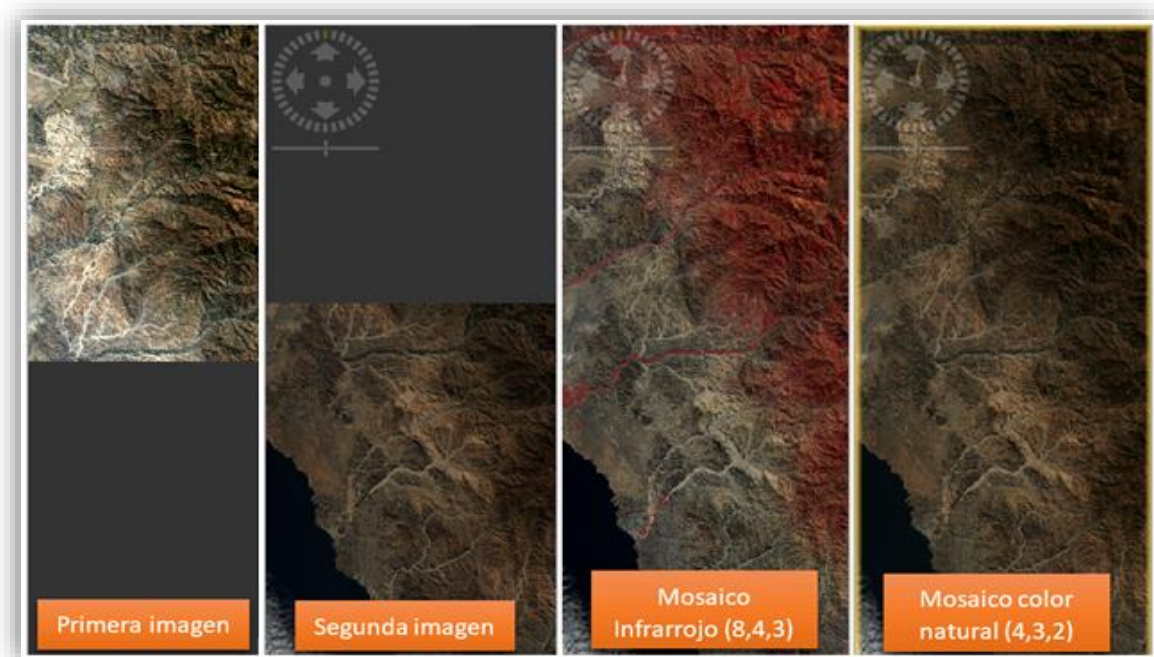 Primera imagen
Segunda imagen
Mosaico
Infrarrojo (8,4,3)
Mosaico color
natural (4,3,2)